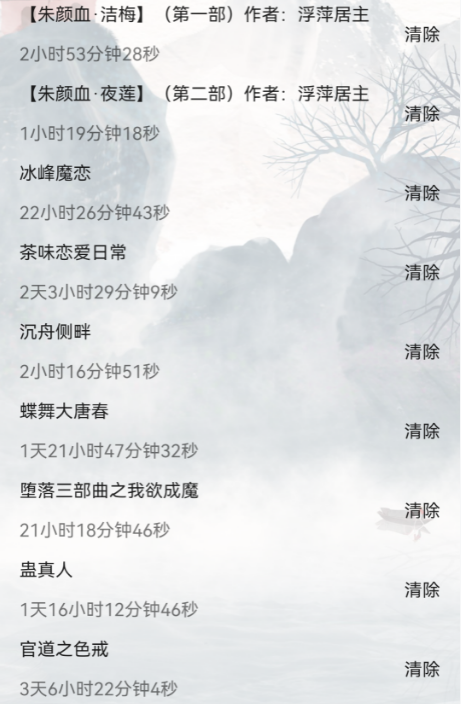 【朱颜血·洁梅】（第一部）作者：浮萍居主
清除
2小时53分钟28秒
【朱颜血·夜莲】（第二部）作者：浮萍居主
清除
1小时19分钟18秒
冰峰魔恋
清除
22小时26分钟43秒
茶味恋爱日常
清除
2天3小时29分钟9秒
沉舟侧畔
清除
2小时16分钟51秒
蝶舞大唐春
清除
1天21小时47分钟32秒
堕落三部曲之我欲成魔
清除
21小时18分钟46秒
蛊真人
清除
1天16小时12分钟46秒
官道之色戒
清除
3天6小时22分钟4秒